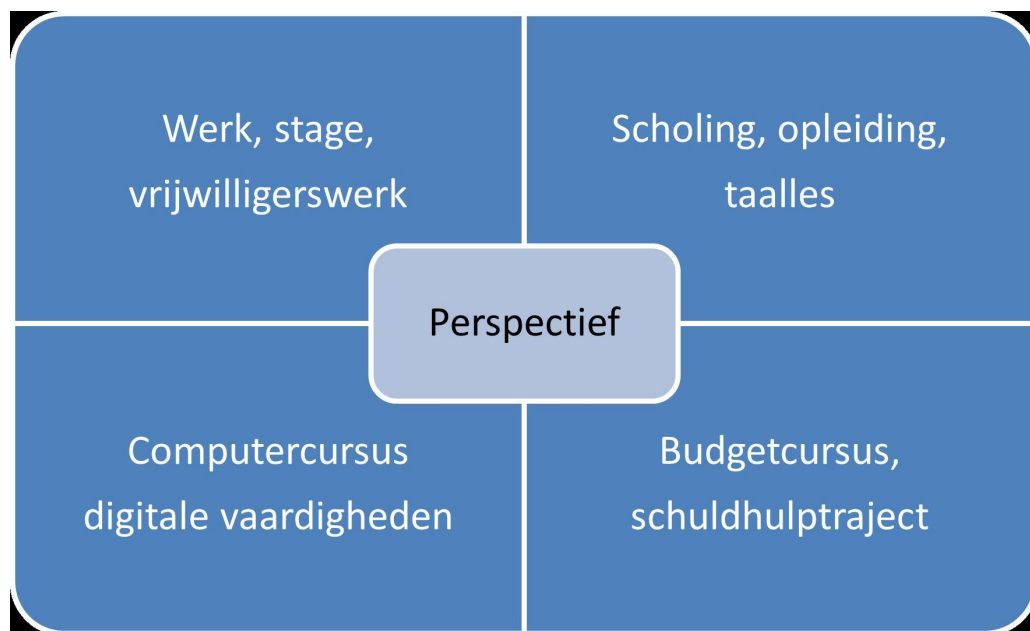 Werk, stage,
vrijwilligerswerk
Scholing, opleiding,
taalles
Perspectief
Computercursus
digitale vaardigheden
Budgetcursus,
schuldhulptraject